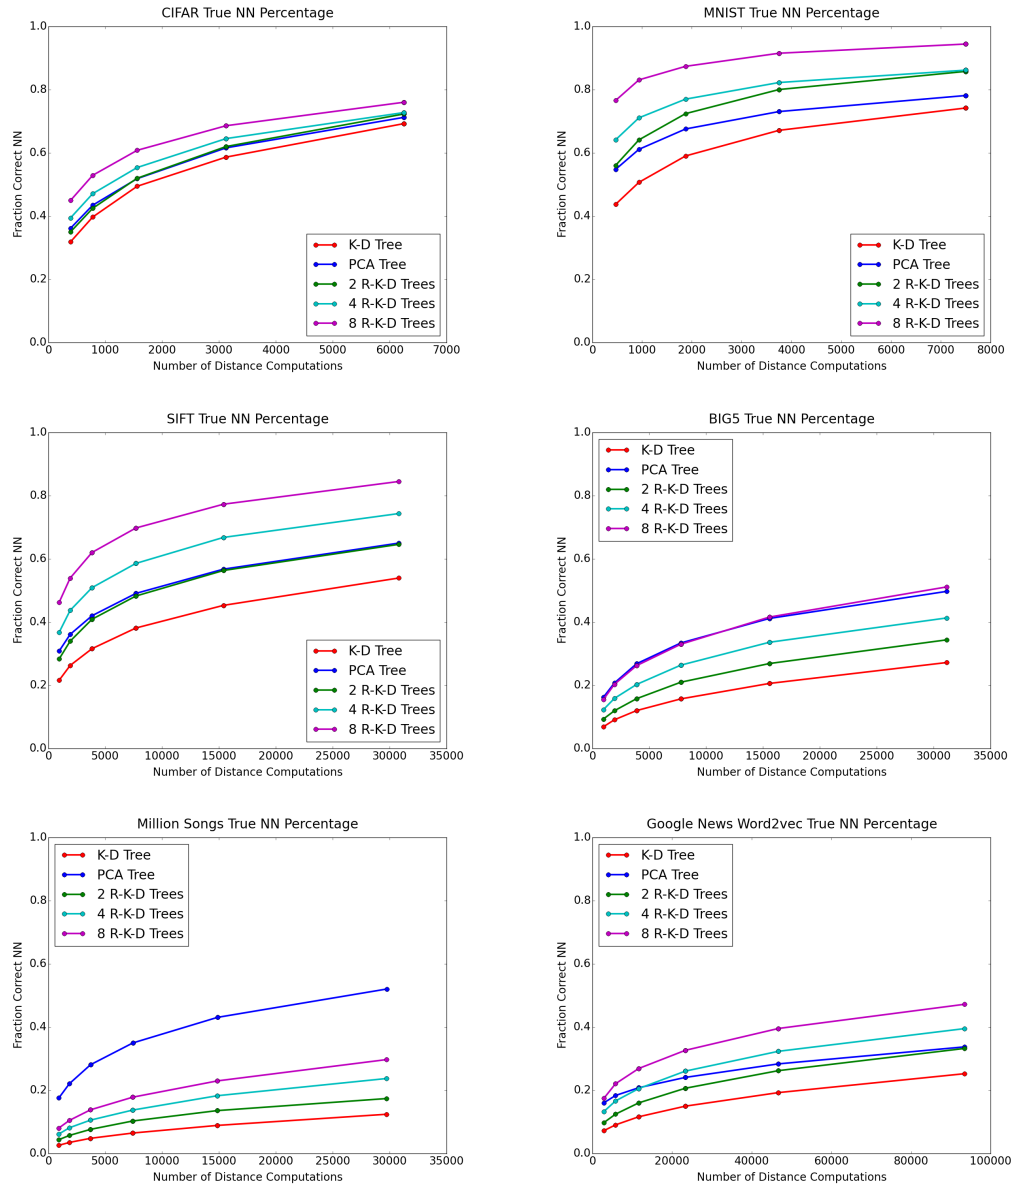 CIFAR True NN Percentage
1.0
0.8
0.6
0.4
0.2
0.0
Fraction Correct NN
K-D Tree
PCA Tree
2 R-K-D Trees
4 R-K-D Trees
8 R-K-D Trees
0 1000 2000 3000 4000 5000 6000 7000
Number of Distance Computations
MNIST True NN Percentage
1.0
0.8
0.6
0.4
0.2
0.0
Fraction Correct NN
K-D Tree
PCA Tree
2 R-K-D Trees
4 R-K-D Trees
8 R-K-D Trees
0 1000 2000 3000 4000 5000 6000 7000 8000
Number of Distance Computations
SIFT True NN Percentage
1.0
0.8
0.6
0.4
0.2
0.0
Fraction Correct NN
K-D Tree
PCA Tree
2 R-K-D Trees
4 R-K-D Trees
8 R-K-D Trees
0 5000 10000 15000 20000 25000 30000 35000
Number of Distance Computations
BIG5 True NN Percentage
1.0
0.8
0.6
0.4
0.2
0.0
Fraction Correct NN
K-D Tree
PCA Tree
2 R-K-D Trees
4 R-K-D Trees
8 R-K-D Trees
0 5000 10000 15000 20000 25000 30000 35000
Number of Distance Computations
Million Songs True NN Percentage
1.0
0.8
0.6
0.4
0.2
0.0
Fraction Correct NN
K-D Tree
PCA Tree
2 R-K-D Trees
4 R-K-D Trees
8 R-K-D Trees
0 5000 10000 15000 20000 25000 30000 35000
Number of Distance Computations
Google News Word2vec True NN Percentage
1.0
0.8
0.6
0.4
0.2
0.0
Fraction Correct NN
K-D Tree
PCA Tree
2 R-K-D Trees
4 R-K-D Trees
8 R-K-D Trees
0 20000 40000 60000 80000 100000
Number of Distance Computations